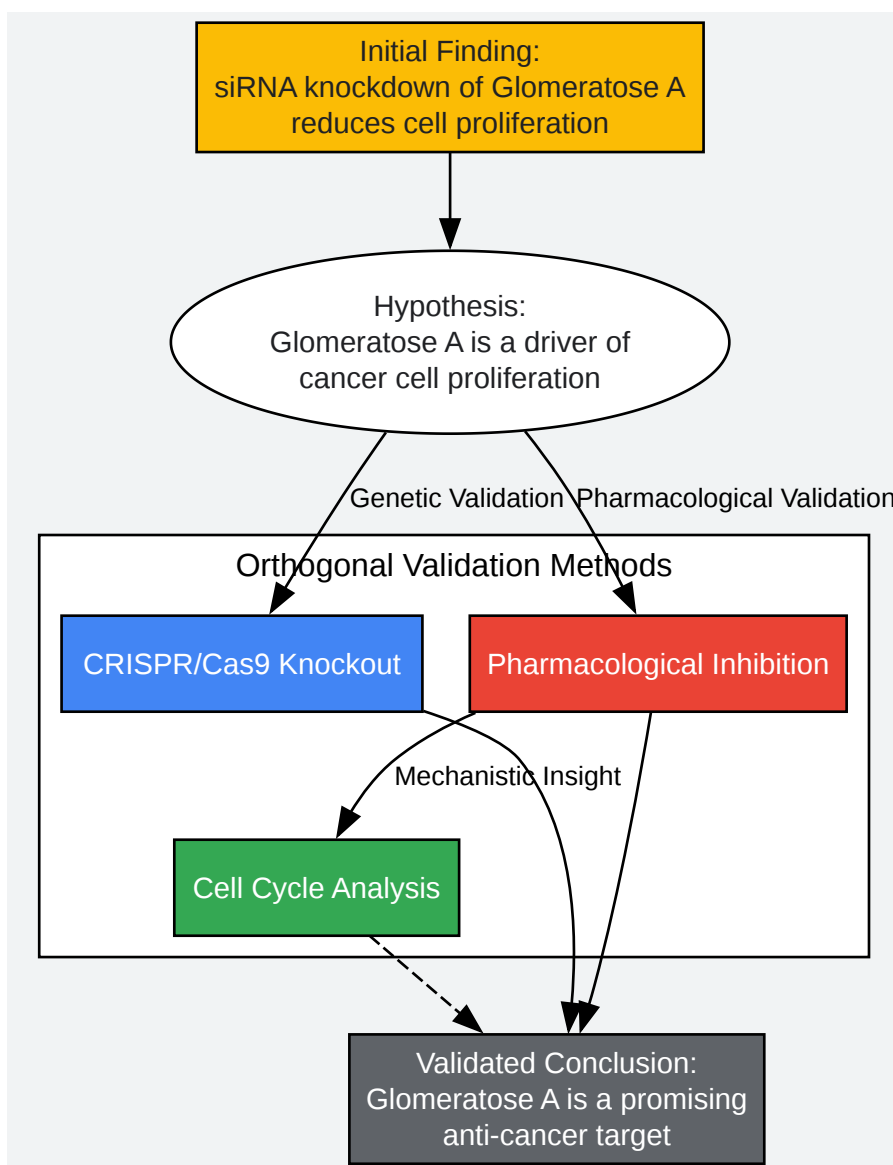 Initial Finding:
siRNA knockdown of Glomeratose A
reduces cell proliferation
Hypothesis:
Glomeratose A is a driver of
cancer cell proliferation
Genetic Validation
Pharmacological Validation
Orthogonal Validation Methods
CRISPR/Cas9 Knockout
Pharmacological Inhibition
Mechanistic Insight
Cell Cycle Analysis
Validated Conclusion:
Glomeratose A is a promising
anti-cancer target